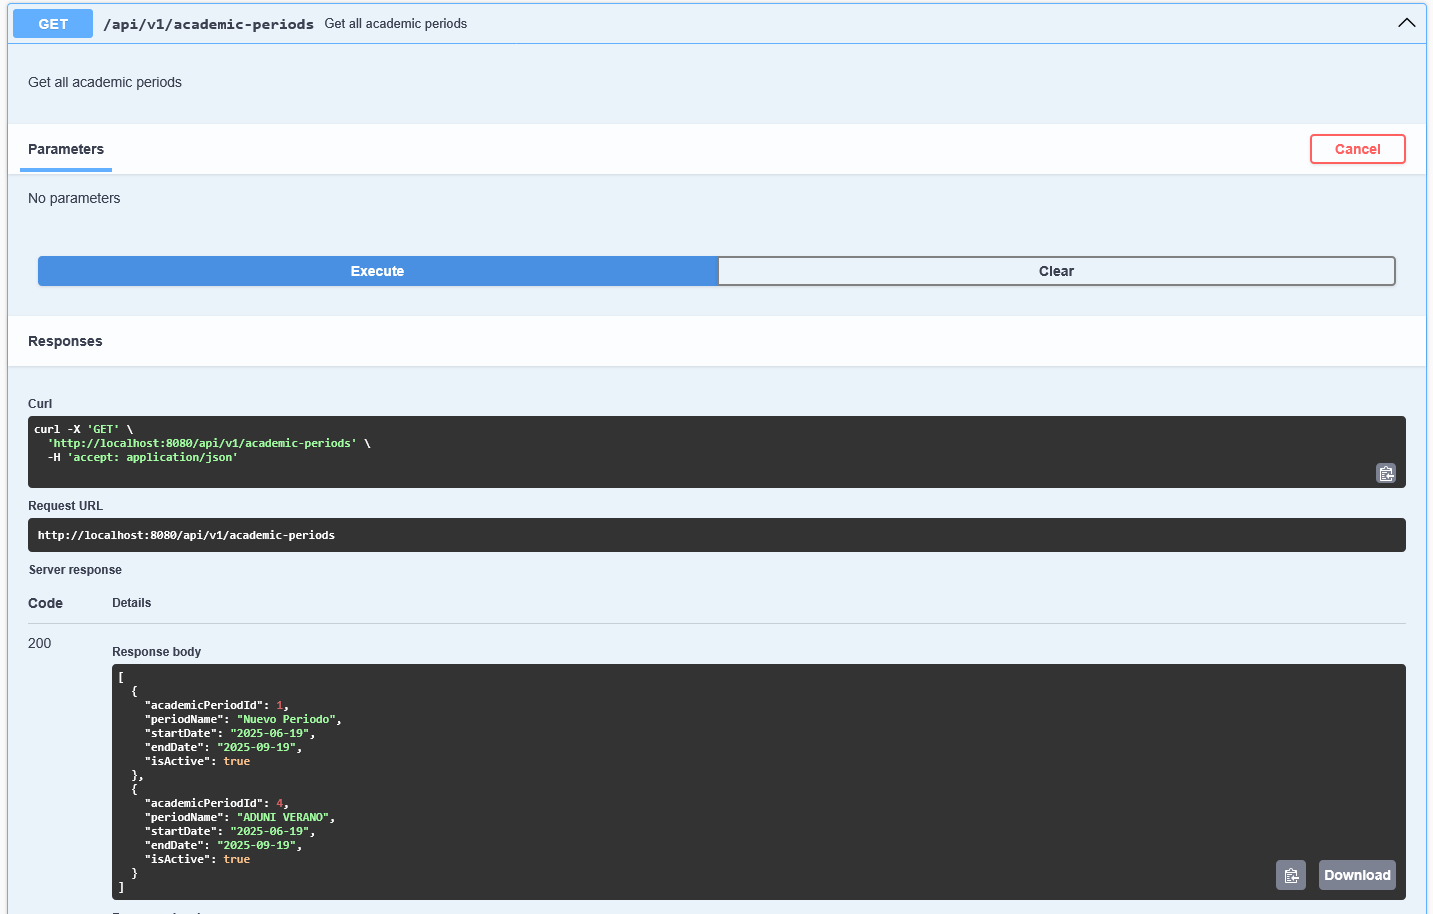 GET /api/v1/academic-periods Get all academic periods
Get all academic periods
Parameters Cancel
No parameters
Execute Clear
Responses
Curl
curl -X 'GET' \
  'http://localhost:8080/api/v1/academic-periods' \
  -H 'accept: application/json'
Request URL
http://localhost:8080/api/v1/academic-periods
Server response
Code Details
200
Response body
[
  {
    "academicPeriodId": 1,
    "periodName": "Nuevo Periodo",
    "startDate": "2025-06-19",
    "endDate": "2025-09-19",
    "isActive": true
  },
  {
    "academicPeriodId": 4,
    "periodName": "ADUNI VERANO",
    "startDate": "2025-06-19",
    "endDate": "2025-09-19",
    "isActive": true
  }
]
Download